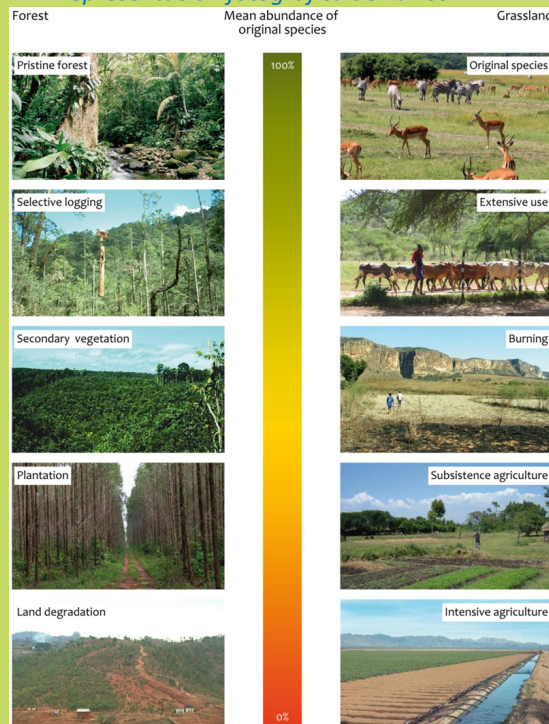 Forest
Mean abundance of
original species
Grassland
Pristine forest
100%
Original species
Selective logging
Extensive use
Secondary vegetation
Burning
Plantation
Subsistence agriculture
Land degradation
Intensive agriculture
0%